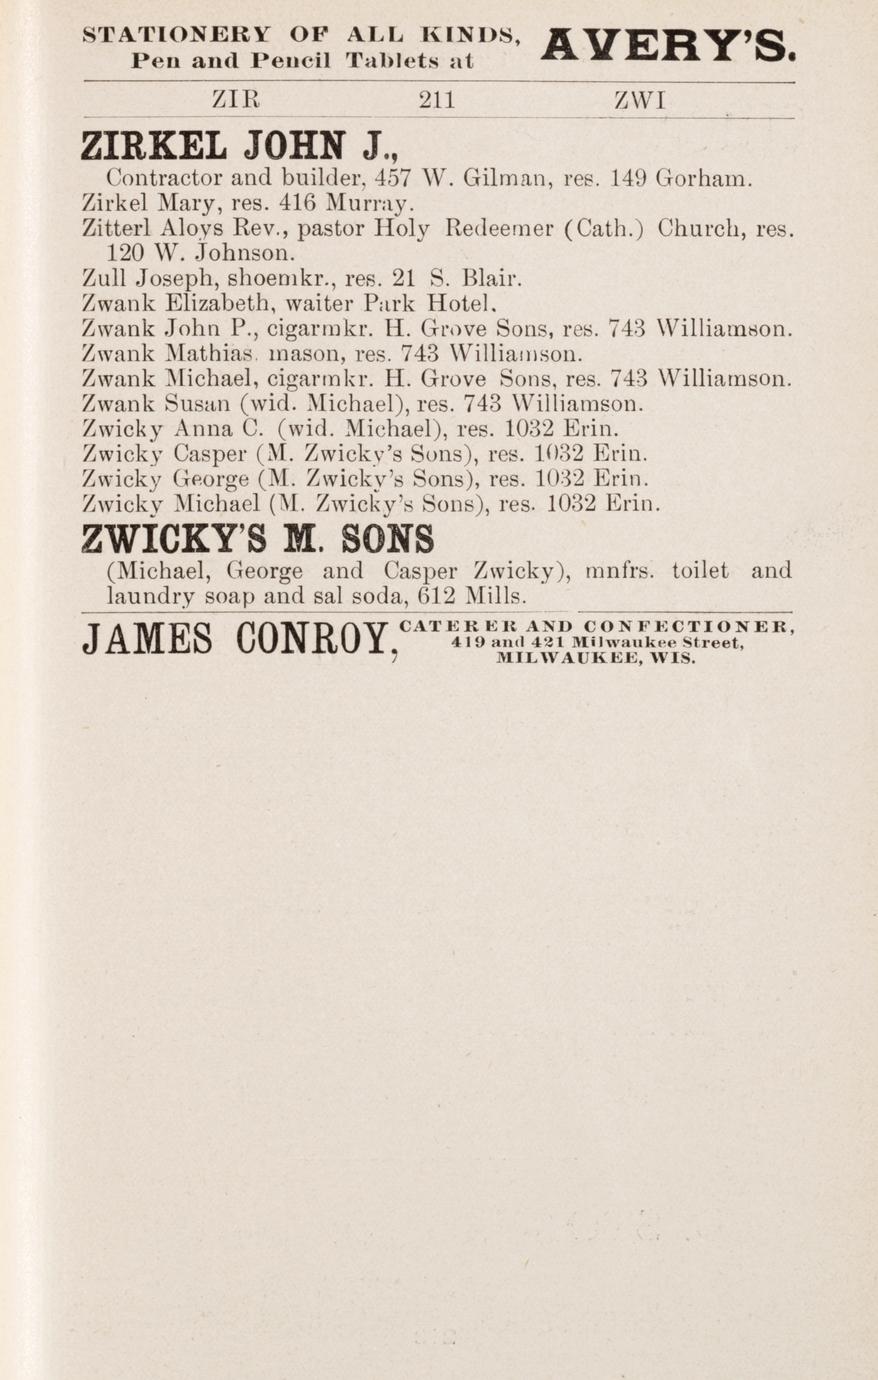 STATIONERY OF ALL KINDS, AVERY'S.
Pen and Pencil Tablets at
ZIR 211 ZWI
ZIRKEL JOHN J.,
Contractor and builder, 457 W. Gilman, res. 149 Gorham.
Zirkel Mary, res. 416 Murray.
Zitterl Aloys Rev., pastor Holy Redeemer (Cath.) Church, res.
120 W. Johnson.
Zull Joseph, shoemkr., res. 21 S. Blair.
Zwank Elizabeth, waiter Park Hotel.
Zwank John P., cigarmkr. H. Grove Sons, res. 743 Williamson.
Zwank Mathias. mason, res. 743 Williamson.
Zwank Michael, cigarmkr. H. Grove Sons, res. 743 Williamson.
Zwank Susan (wid. Michael), res. 743 Williamson.
Zwicky Anna C. (wid. Michael), res. 1032 Erin.
Zwicky Casper (M. Zwicky's Sons), res. 1032 Erin.
Zwicky George (M. Zwicky's Sons), res. 1032 Erin.
Zwicky Michael (M. Zwicky's Sons), res. 1032 Erin.
ZWICKY'S M. SONS
(Michael, George and Casper Zwicky), mnfrs. toilet and
laundry soap and sal soda, 612 Mills.
JAMES CONROY, CATERER AND CONFECTIONER,
419 and 421 Milwaukee Street,
MILWAUKEE, WIS.